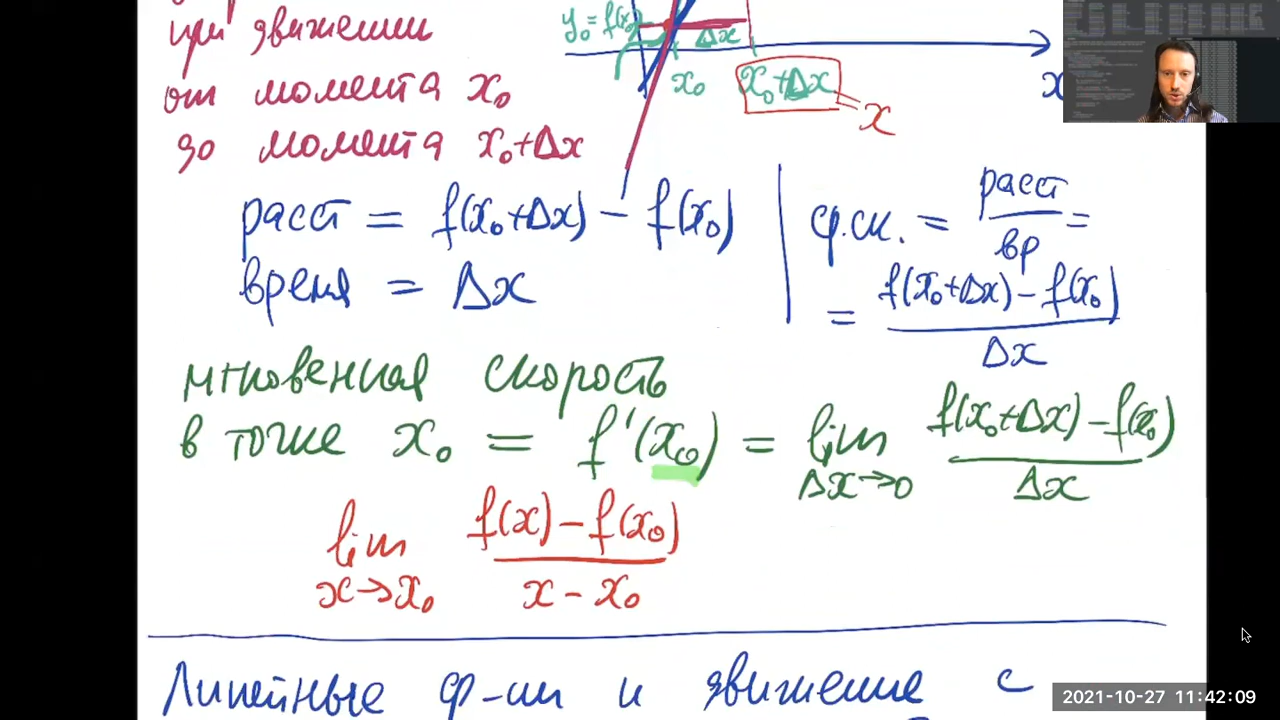 при движении
от момента x₀
до момента x₀+Δx
y₀ = f(x₀)
Δx
x₀
x₀+Δx
x
x
расст = f(x₀+Δx) − f(x₀)
время = Δx
ср.ск. = расст/вр =
= (f(x₀+Δx) − f(x₀))/Δx
мгновенная скорость
в точке x₀ = f'(x₀) = lim Δx→0 (f(x₀+Δx) − f(x₀))/Δx
lim x→x₀ (f(x) − f(x₀))/(x − x₀)
Линейные ф-ии и движение с
2021-10-27 11:42:09